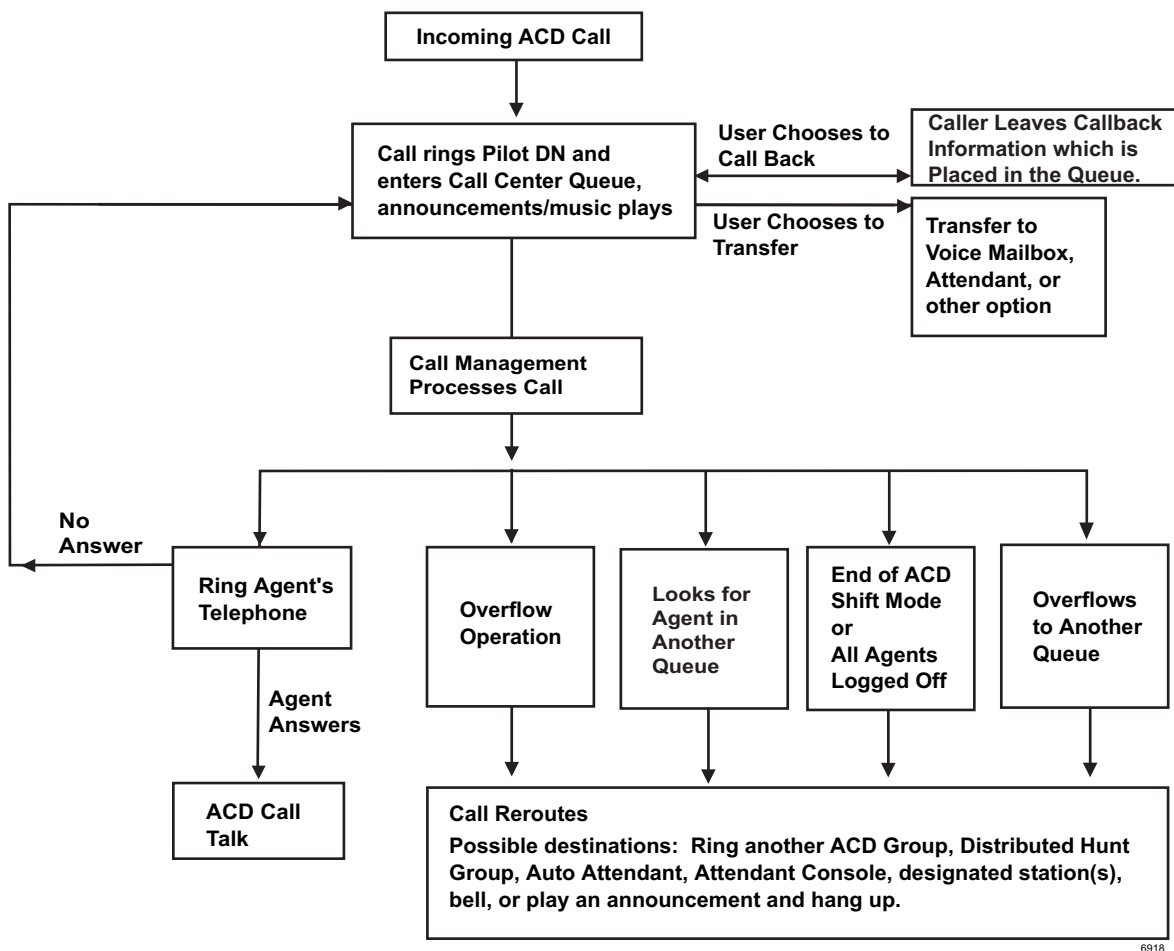 Incoming ACD Call
Call rings Pilot DN and
enters Call Center Queue,
announcements/music plays
User Chooses to
Call Back
Caller Leaves Callback
Information which is
Placed in the Queue.
User Chooses to
Transfer
Transfer to
Voice Mailbox,
Attendant, or
other option
Call Management
Processes Call
No
Answer
Ring Agent's
Telephone
Overflow
Operation
Looks for
Agent in
Another
Queue
End of ACD
Shift Mode
or
All Agents
Logged Off
Overflows
to Another
Queue
Agent
Answers
ACD Call
Talk
Call Reroutes
Possible destinations: Ring another ACD Group, Distributed Hunt
Group, Auto Attendant, Attendant Console, designated station(s),
bell, or play an announcement and hang up.
6918